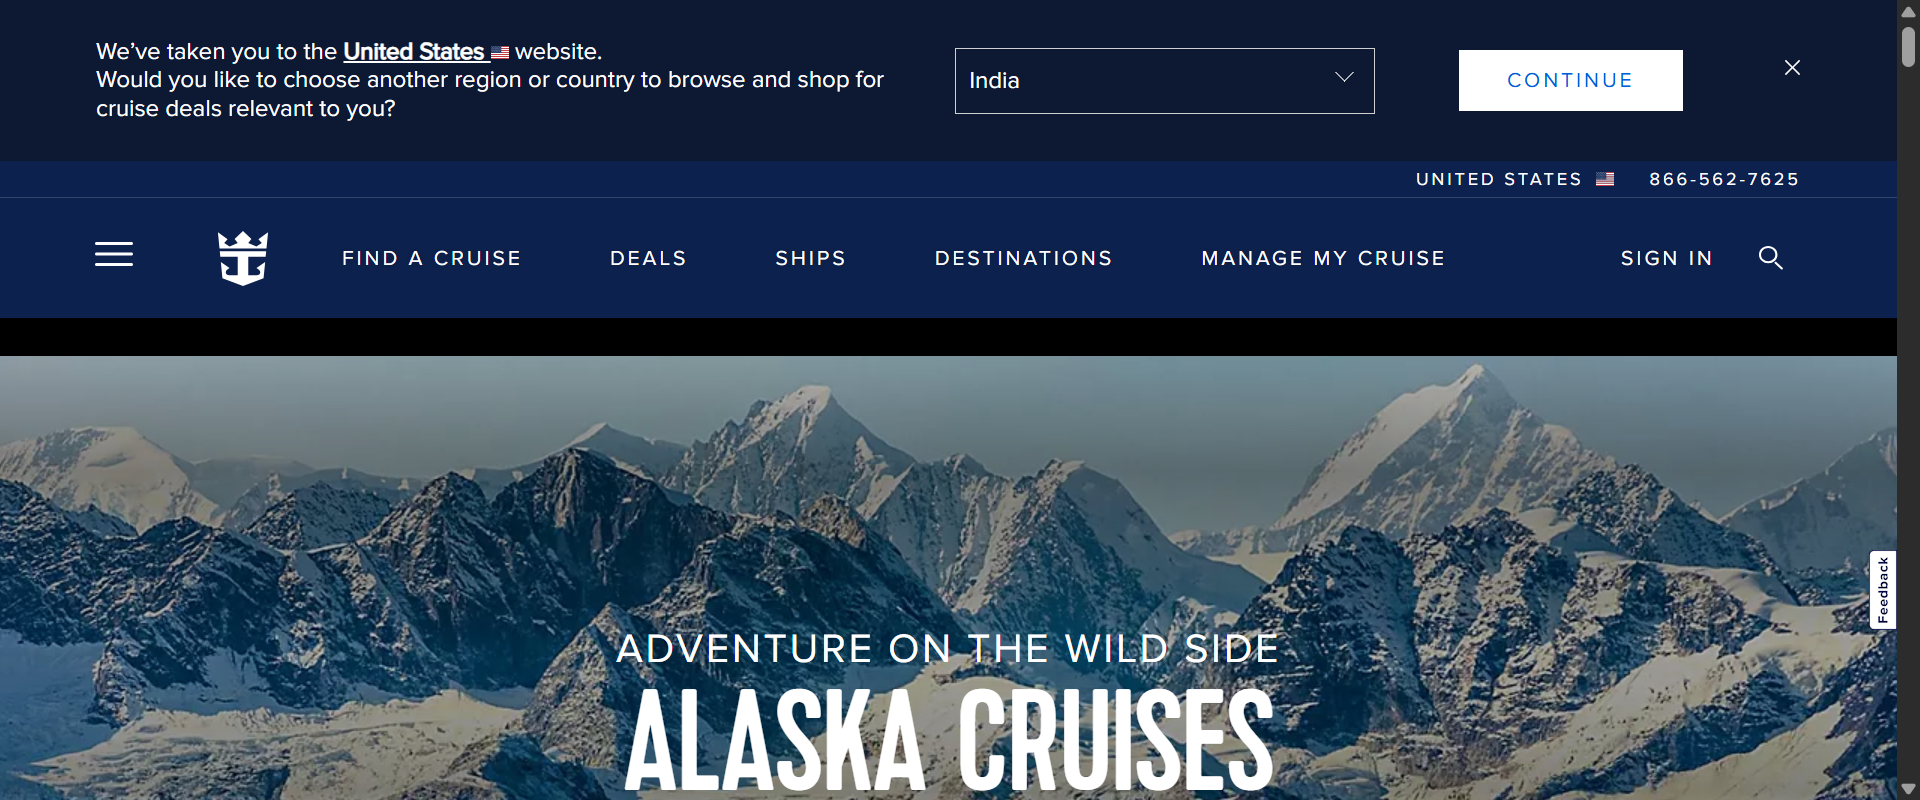 We've taken you to the United States website.
Would you like to choose another region or country to browse and shop for
cruise deals relevant to you?
India
CONTINUE
UNITED STATES 866-562-7625
FIND A CRUISE DEALS SHIPS DESTINATIONS MANAGE MY CRUISE SIGN IN
Feedback
ADVENTURE ON THE WILD SIDE
ALASKA CRUISES